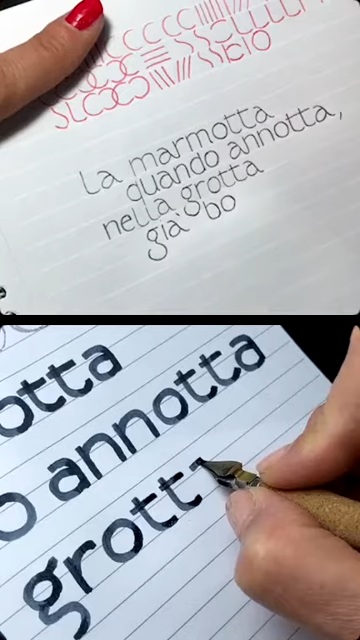 La marmotta
quando annotta,
nella grotta
già bo
otta
o annotta
grott